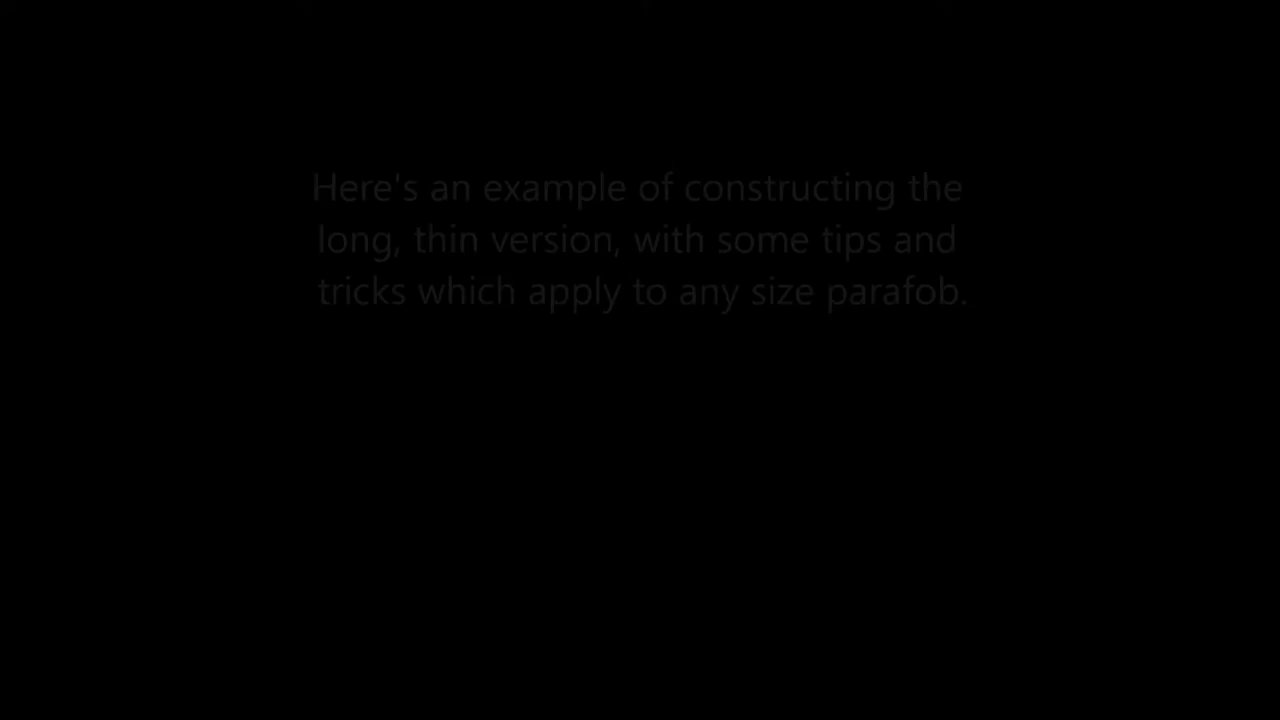 Here's an example of constructing the
long, thin version, with some tips and
tricks which apply to any size parafob.